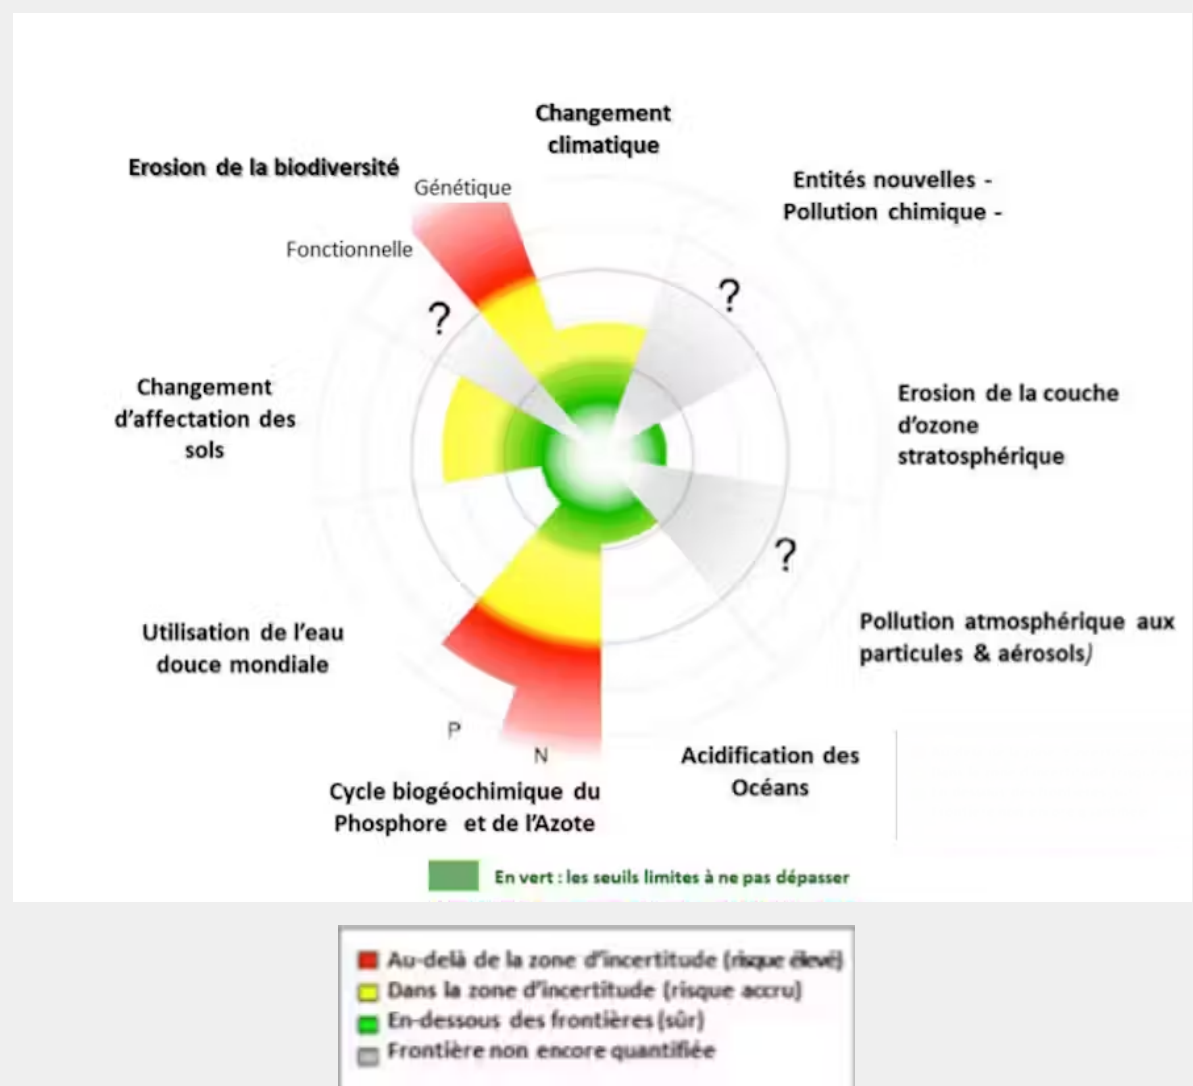 Changement
climatique
Erosion de la biodiversité
Génétique
Fonctionnelle
?
Entités nouvelles -
Pollution chimique -
?
Changement
d'affectation des
sols
Erosion de la couche
d'ozone
stratosphérique
?
Utilisation de l'eau
douce mondiale
Pollution atmosphérique aux
particules & aérosols)
P
N
Cycle biogéochimique du
Phosphore et de l'Azote
Acidification des
Océans
En vert : les seuils limites à ne pas dépasser
Au-delà de la zone d'incertitude (risque élevé)
Dans la zone d'incertitude (risque accru)
En-dessous des frontières (sûr)
Frontière non encore quantifiée